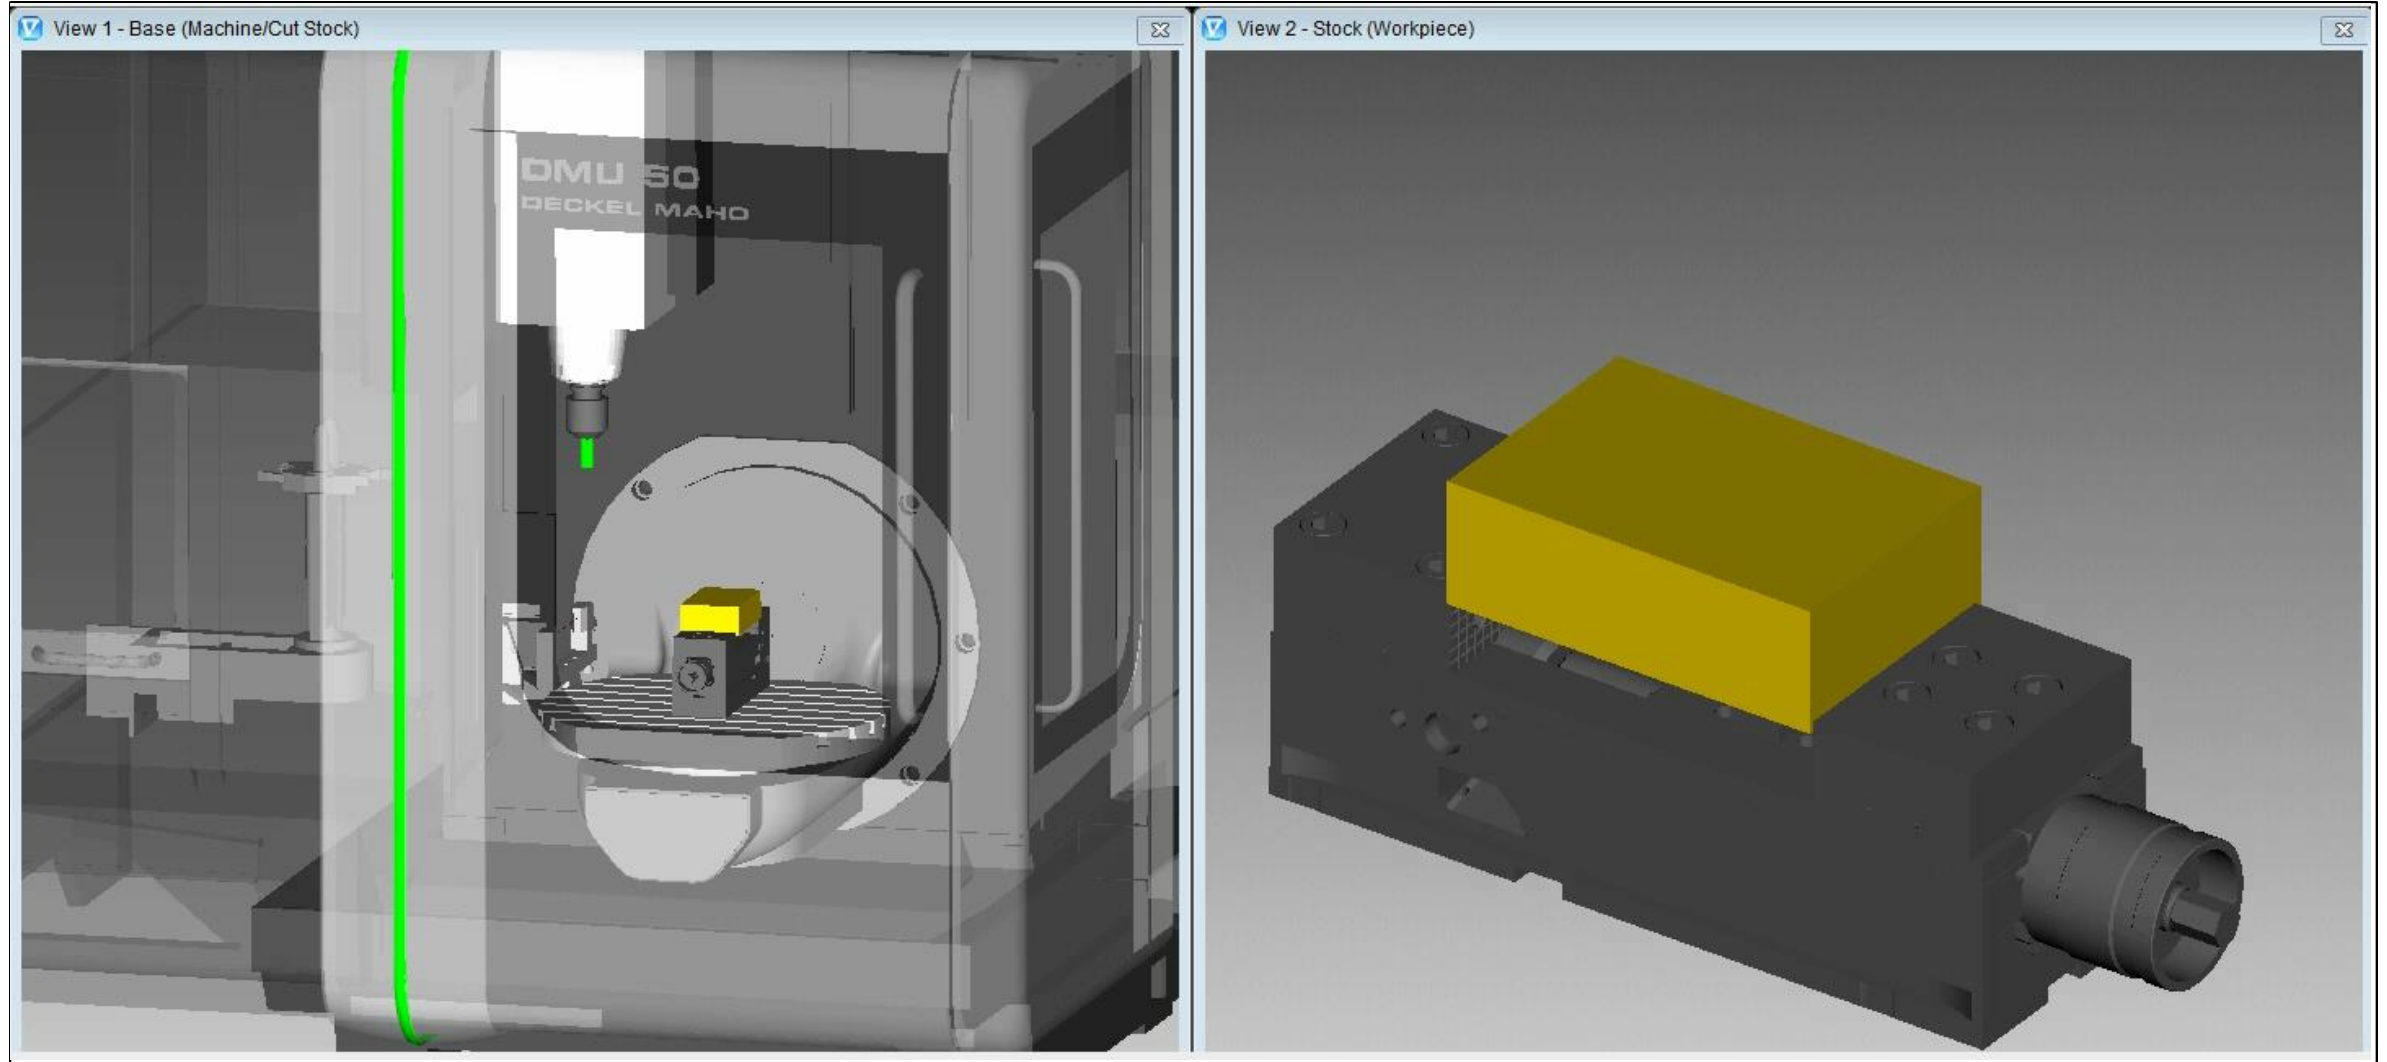 View 1 - Base (Machine/Cut Stock)
DMU 50
DECKEL MAHO
View 2 - Stock (Workpiece)